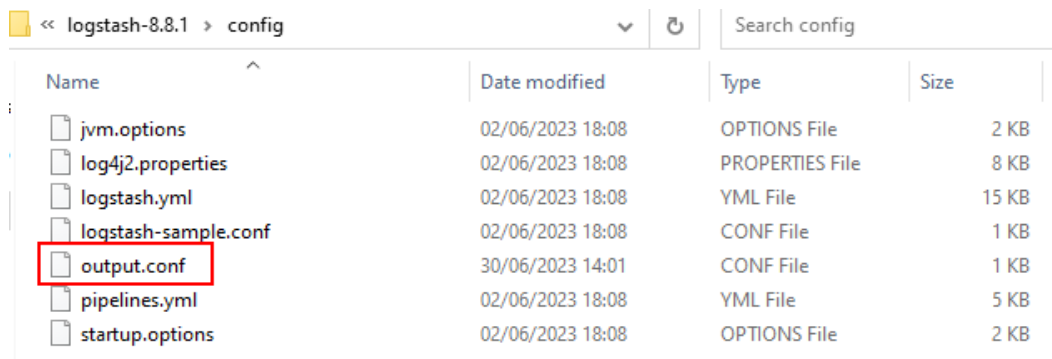 « logstash-8.8.1 › config Search config
Name Date modified Type Size
jvm.options 02/06/2023 18:08 OPTIONS File 2 KB
log4j2.properties 02/06/2023 18:08 PROPERTIES File 8 KB
logstash.yml 02/06/2023 18:08 YML File 15 KB
logstash-sample.conf 02/06/2023 18:08 CONF File 1 KB
output.conf 30/06/2023 14:01 CONF File 1 KB
pipelines.yml 02/06/2023 18:08 YML File 5 KB
startup.options 02/06/2023 18:08 OPTIONS File 2 KB